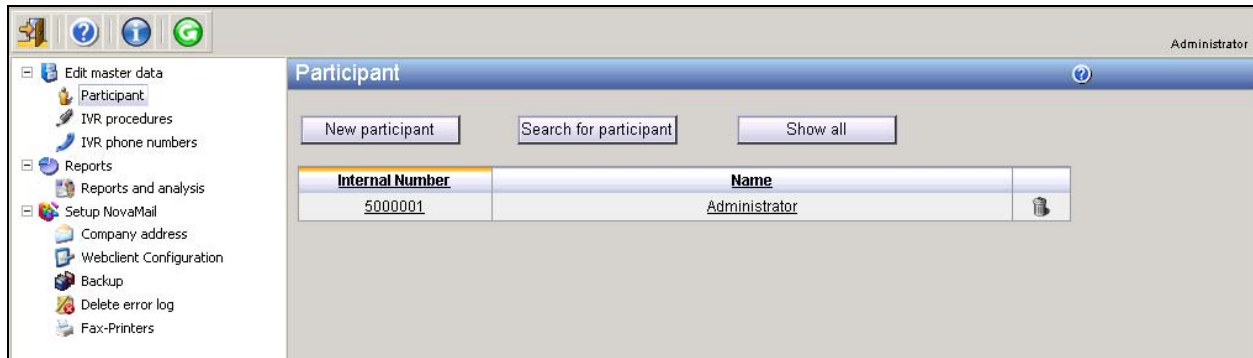 Administrator
Edit master data
Participant
IVR procedures
IVR phone numbers
Reports
Reports and analysis
Setup NovaMail
Company address
Webclient Configuration
Backup
Delete error log
Fax-Printers
Participant
New participant Search for participant Show all
Internal Number Name
5000001 Administrator